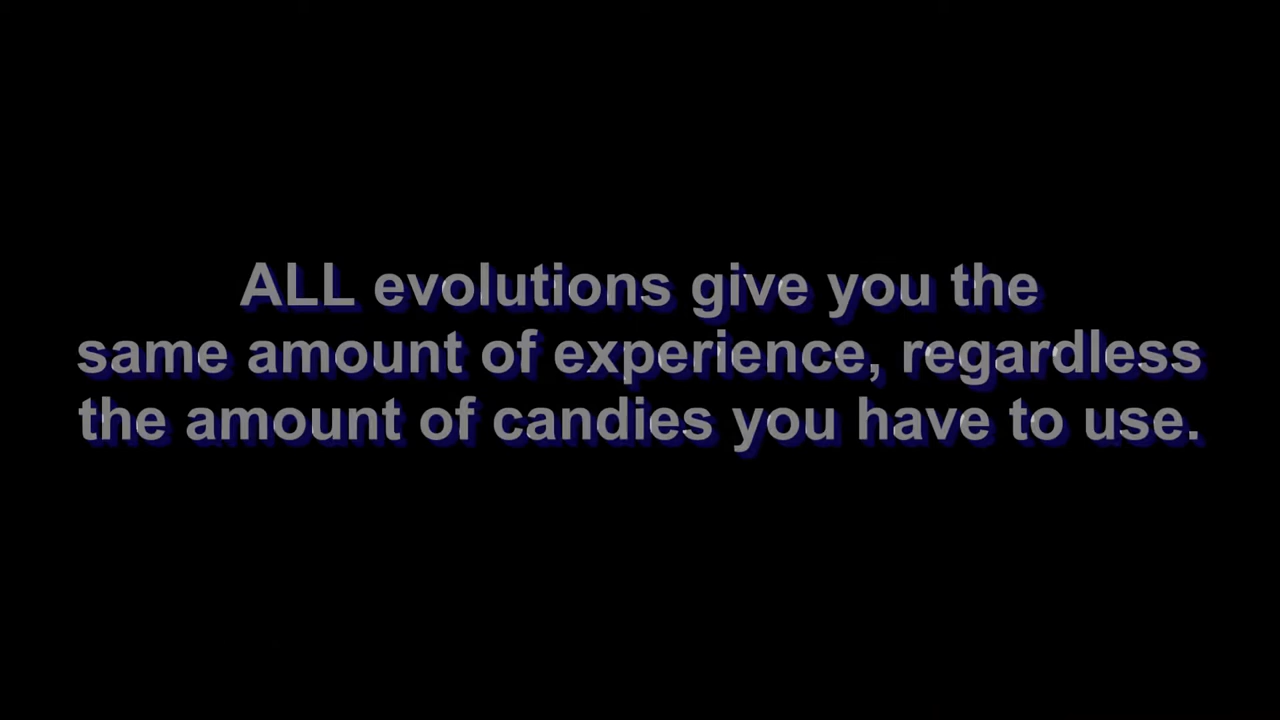 ALL evolutions give you the
same amount of experience, regardless
the amount of candies you have to use.